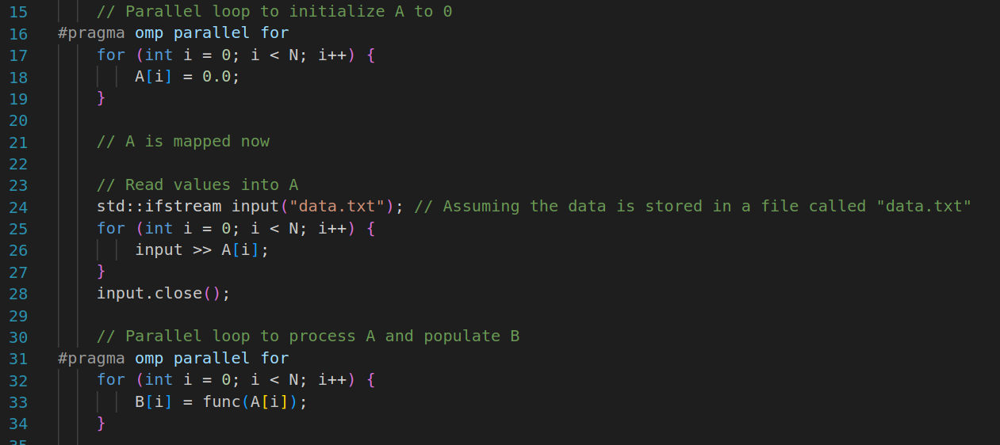 15 // Parallel loop to initialize A to 0
16 #pragma omp parallel for
17 for (int i = 0; i < N; i++) {
18 A[i] = 0.0;
19 }
20
21 // A is mapped now
22
23 // Read values into A
24 std::ifstream input("data.txt"); // Assuming the data is stored in a file called "data.txt"
25 for (int i = 0; i < N; i++) {
26 input >> A[i];
27 }
28 input.close();
29
30 // Parallel loop to process A and populate B
31 #pragma omp parallel for
32 for (int i = 0; i < N; i++) {
33 B[i] = func(A[i]);
34 }
35